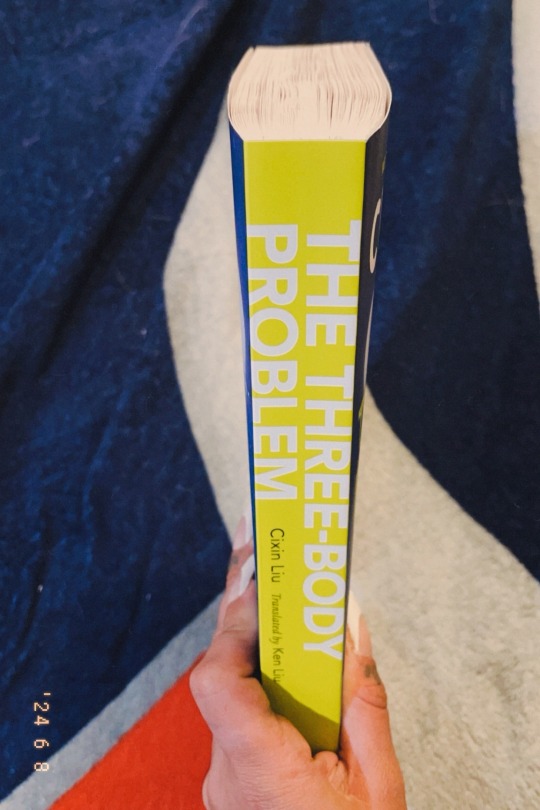 THE THREE-BODY
PROBLEM
Cixin Liu Translated by Ken Liu
'24 6 8